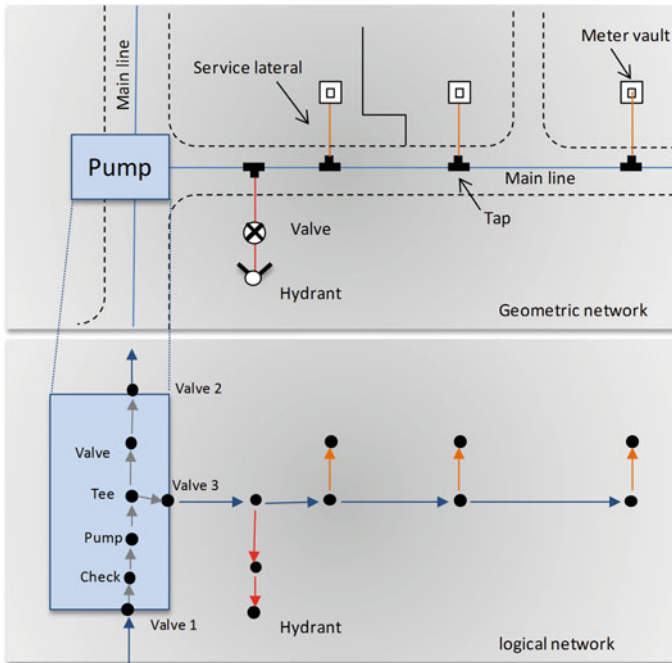 Main line
Service lateral
Meter vault
Pump
Main line
Tap
Valve
Hydrant
Geometric network
Valve 2
Valve
Tee
Valve 3
Pump
Check
Valve 1
Hydrant
logical network